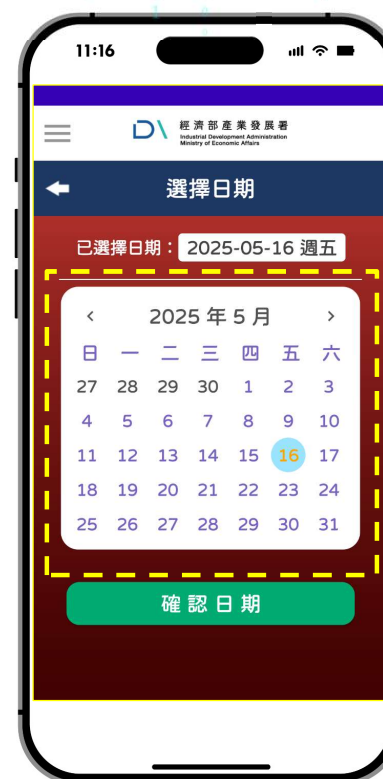 11:16
經濟部產業發展署
Industrial Development Administration
Ministry of Economic Affairs
選擇日期
已選擇日期： 2025-05-16 週五
‹ 2025 年 5 月 ›
日 一 二 三 四 五 六
27 28 29 30 1 2 3
4 5 6 7 8 9 10
11 12 13 14 15 16 17
18 19 20 21 22 23 24
25 26 27 28 29 30 31
確認日期